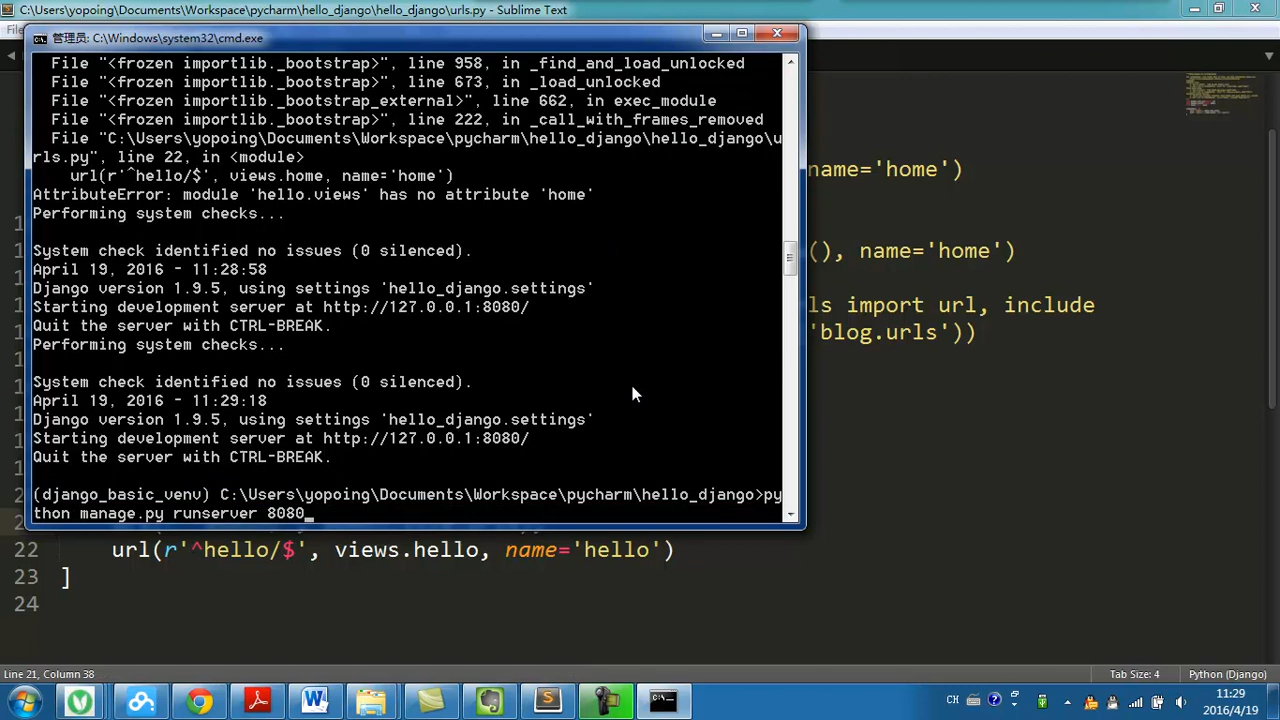 C:\Users\yopoing\Documents\Workspace\pycharm\hello_django\hello_django\urls.py - Sublime Text
管理员: C:\Windows\system32\cmd.exe
File "<frozen importlib._bootstrap>", line 958, in _find_and_load_unlocked
File "<frozen importlib._bootstrap>", line 673, in _load_unlocked
File "<frozen importlib._bootstrap_external>", line 662, in exec_module
File "<frozen importlib._bootstrap>", line 222, in _call_with_frames_removed
File "C:\Users\yopoing\Documents\Workspace\pycharm\hello_django\hello_django\u
rls.py", line 22, in <module>
url(r'^hello/$', views.home, name='home')
AttributeError: module 'hello.views' has no attribute 'home'
Performing system checks...
System check identified no issues (0 silenced).
April 19, 2016 - 11:28:58
Django version 1.9.5, using settings 'hello_django.settings'
Starting development server at http://127.0.0.1:8080/
Quit the server with CTRL-BREAK.
Performing system checks...
System check identified no issues (0 silenced).
April 19, 2016 - 11:29:18
Django version 1.9.5, using settings 'hello_django.settings'
Starting development server at http://127.0.0.1:8080/
Quit the server with CTRL-BREAK.
(django_basic_venv) C:\Users\yopoing\Documents\Workspace\pycharm\hello_django>py
thon manage.py runserver 8080
name='home')
(), name='home')
ls import url, include
'blog.urls'))
22 url(r'^hello/$', views.hello, name='hello')
23 ]
24
Line 21, Column 38
Tab Size: 4
Python (Django)
CH
11:29
2016/4/19